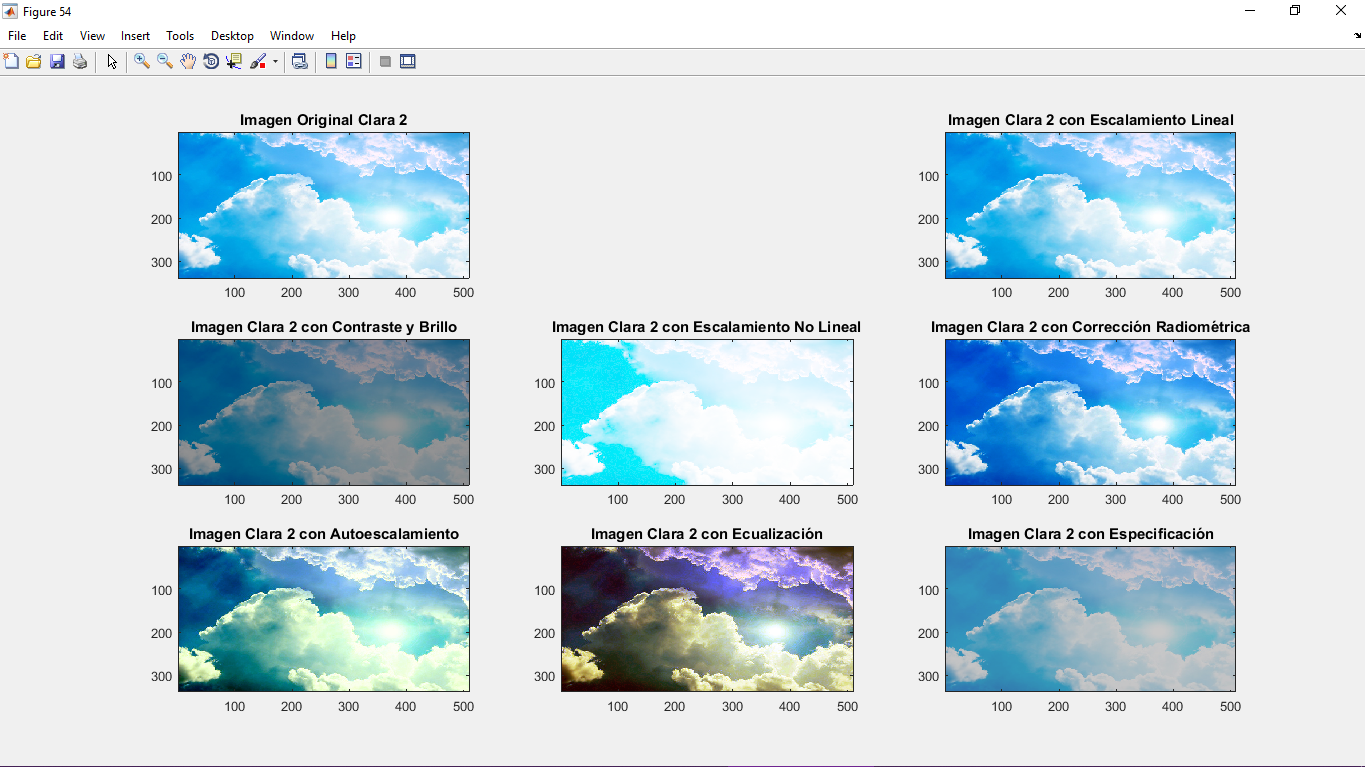 Figure 54
File Edit View Insert Tools Desktop Window Help
Imagen Original Clara 2
100
200
300
100 200 300 400 500
Imagen Clara 2 con Escalamiento Lineal
100
200
300
100 200 300 400 500
Imagen Clara 2 con Contraste y Brillo
100
200
300
100 200 300 400 500
Imagen Clara 2 con Escalamiento No Lineal
100
200
300
100 200 300 400 500
Imagen Clara 2 con Corrección Radiométrica
100
200
300
100 200 300 400 500
Imagen Clara 2 con Autoescalamiento
100
200
300
100 200 300 400 500
Imagen Clara 2 con Ecualización
100
200
300
100 200 300 400 500
Imagen Clara 2 con Especificación
100
200
300
100 200 300 400 500